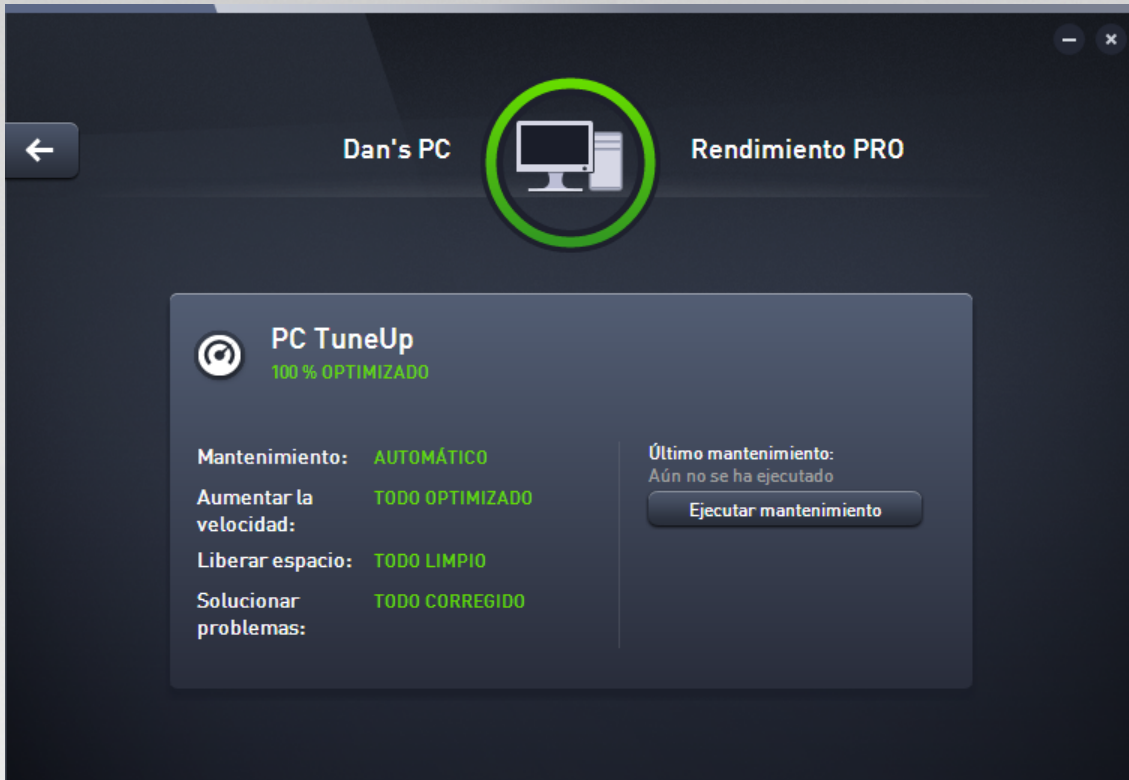 Dan's PC
Rendimiento PRO
PC TuneUp
100 % OPTIMIZADO
Mantenimiento: AUTOMÁTICO
Aumentar la TODO OPTIMIZADO
velocidad:
Liberar espacio: TODO LIMPIO
Solucionar TODO CORREGIDO
problemas:
Último mantenimiento:
Aún no se ha ejecutado
Ejecutar mantenimiento